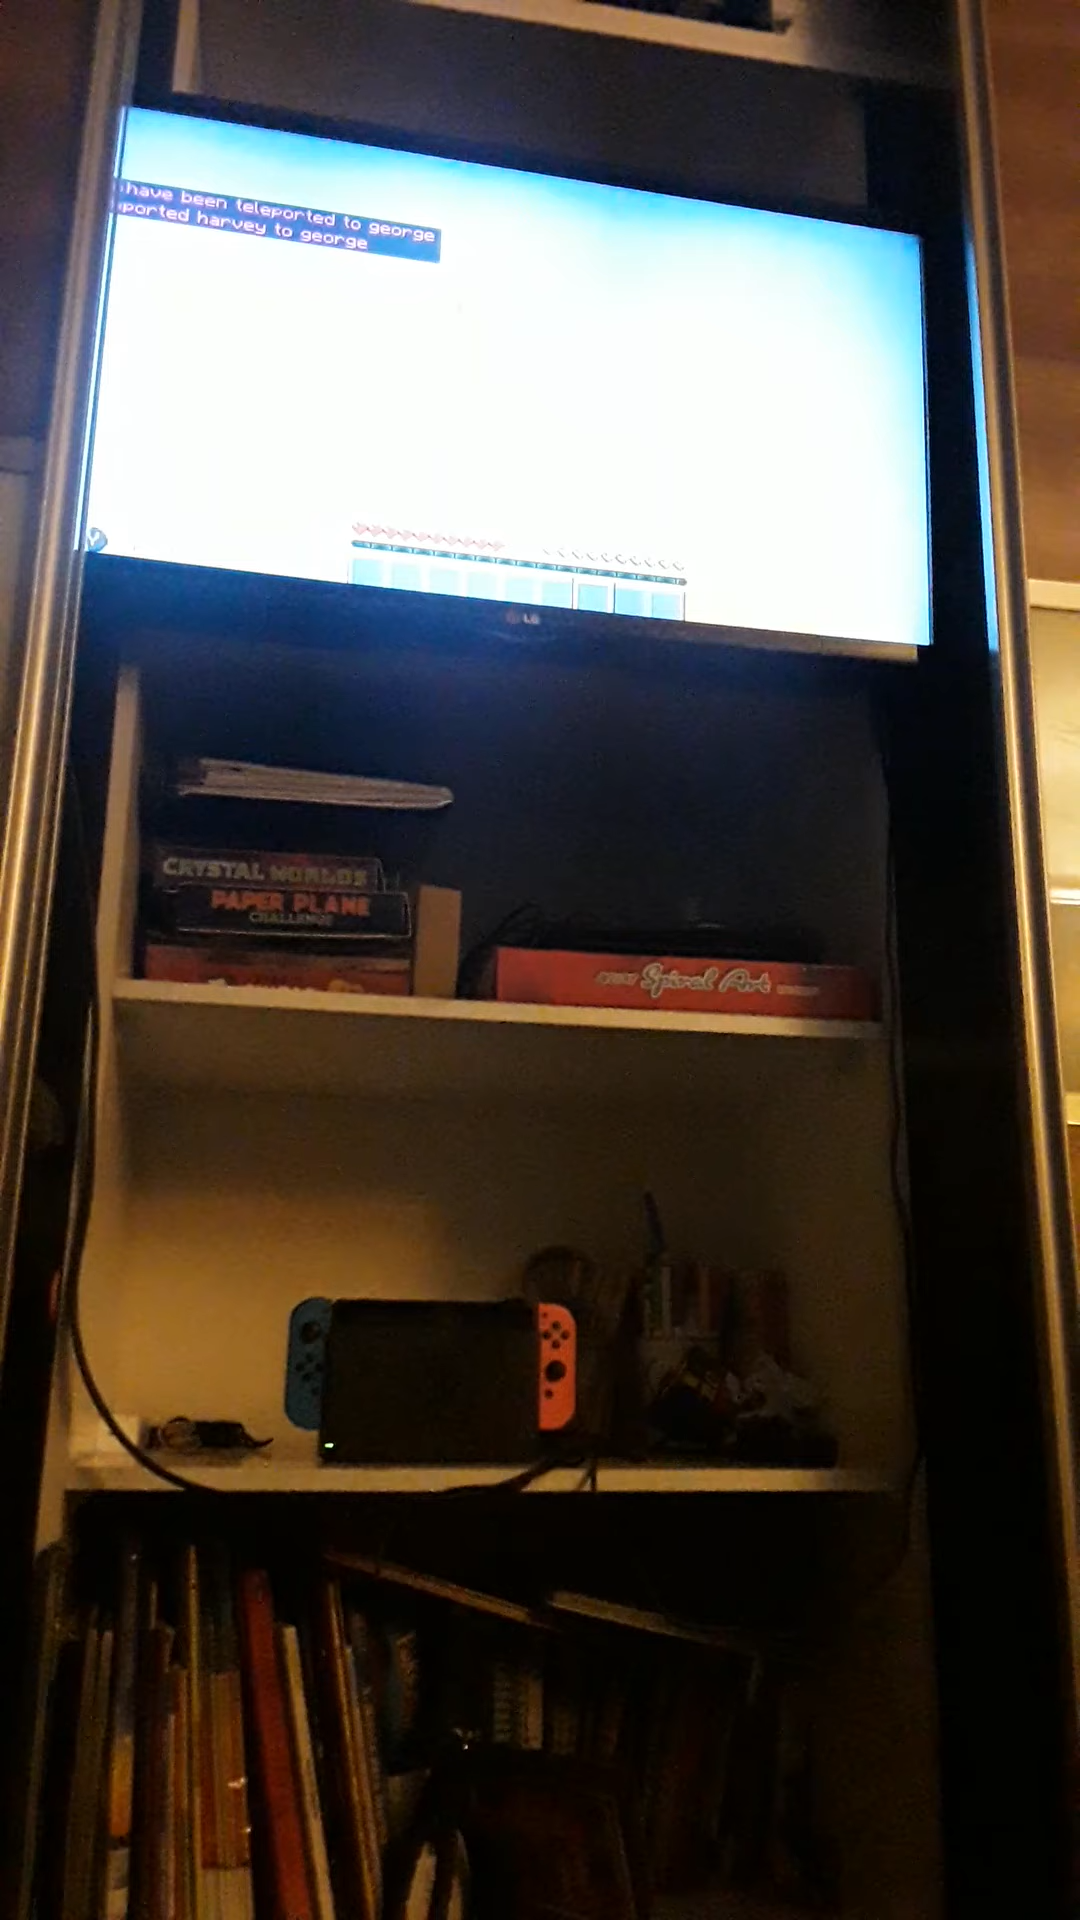 have been teleported to george
ported harvey to george
LG
CRYSTAL WORLDS
PAPER PLANE
CHALLENGE
Spiral Art